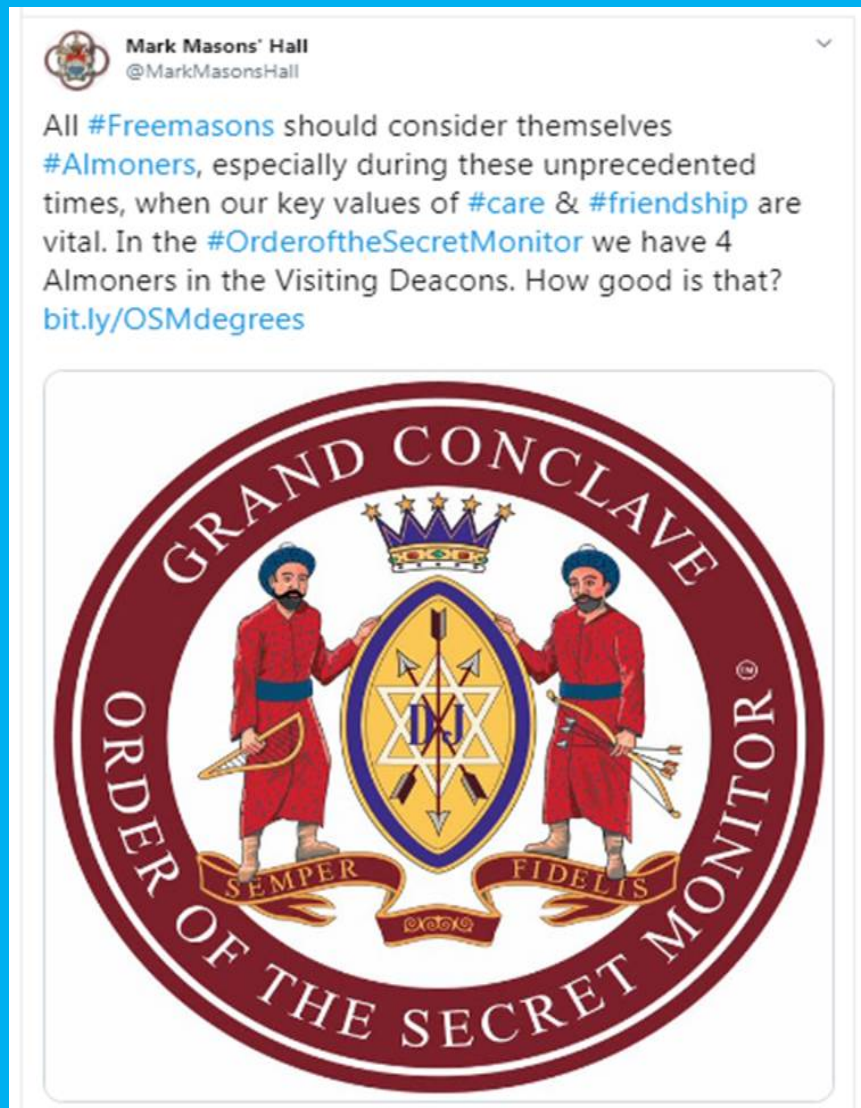 Mark Masons' Hall
@MarkMasonsHall
All #Freemasons should consider themselves
#Almoners, especially during these unprecedented
times, when our key values of #care & #friendship are
vital. In the #OrderoftheSecretMonitor we have 4
Almoners in the Visiting Deacons. How good is that?
bit.ly/OSMdegrees
GRAND CONCLAVE
DJ
SEMPER FIDELIS
ORDER OF THE SECRET MONITOR